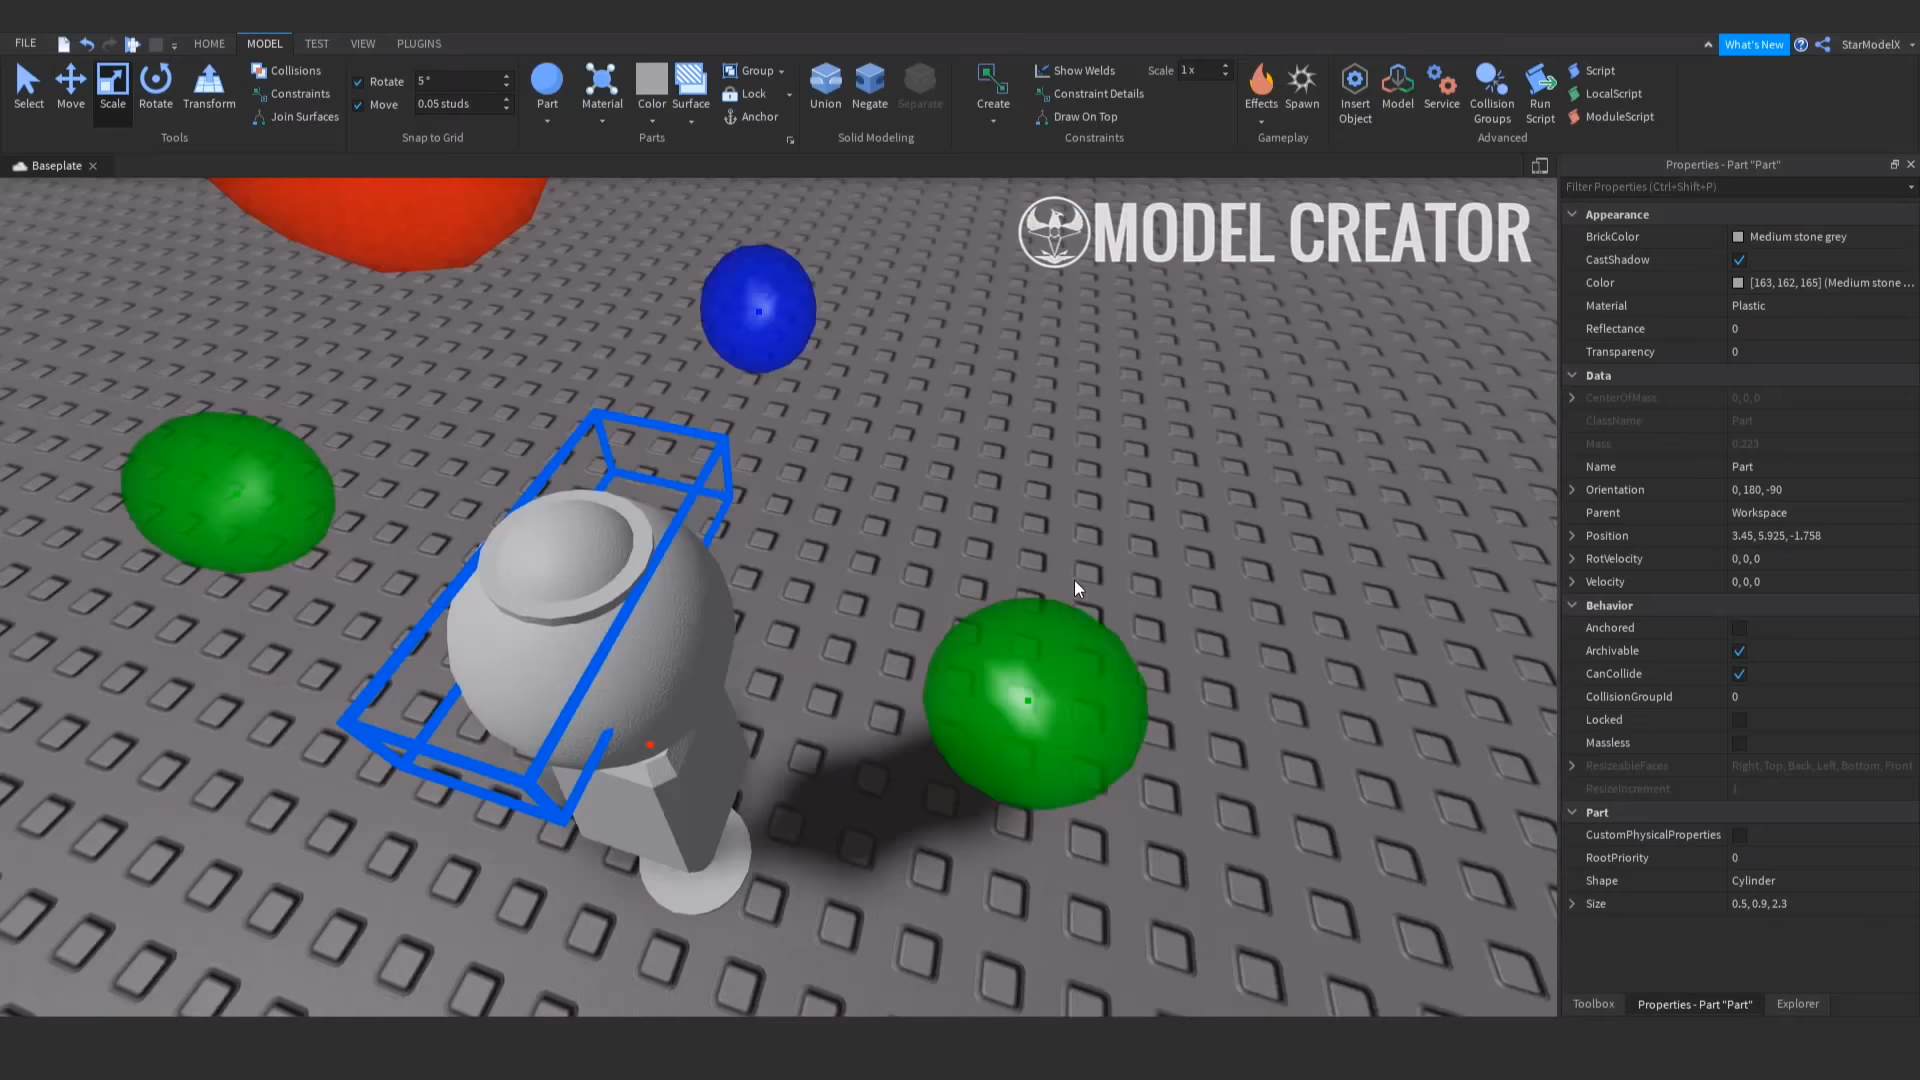 FILE
HOME
MODEL
TEST
VIEW
PLUGINS
What's New
StarModelX
Select
Move
Scale
Rotate
Transform
Collisions
Constraints
Join Surfaces
Tools
Rotate 5 °
Move 0.05 studs
Snap to Grid
Part
Material
Color
Surface
Group
Lock
Anchor
Parts
Union
Negate
Separate
Solid Modeling
Create
Show Welds
Scale 1 x
Constraint Details
Draw On Top
Constraints
Effects
Spawn
Gameplay
Insert
Object
Model
Service
Collision
Groups
Run
Script
Script
LocalScript
ModuleScript
Advanced
Baseplate
MODEL CREATOR
Properties - Part "Part"
Filter Properties (Ctrl+Shift+P)
Appearance
BrickColor Medium stone grey
CastShadow
Color [163, 162, 165] (Medium stone ...
Material Plastic
Reflectance 0
Transparency 0
Data
CenterOfMass 0, 0, 0
ClassName Part
Mass 0.223
Name Part
Orientation 0, 180, -90
Parent Workspace
Position 3.45, 5.925, -1.758
RotVelocity 0, 0, 0
Velocity 0, 0, 0
Behavior
Anchored
Archivable
CanCollide
CollisionGroupId 0
Locked
Massless
ResizeableFaces Right, Top, Back, Left, Bottom, Front
ResizeIncrement 1
Part
CustomPhysicalProperties
RootPriority 0
Shape Cylinder
Size 0.5, 0.9, 2.3
Toolbox
Properties - Part "Part"
Explorer